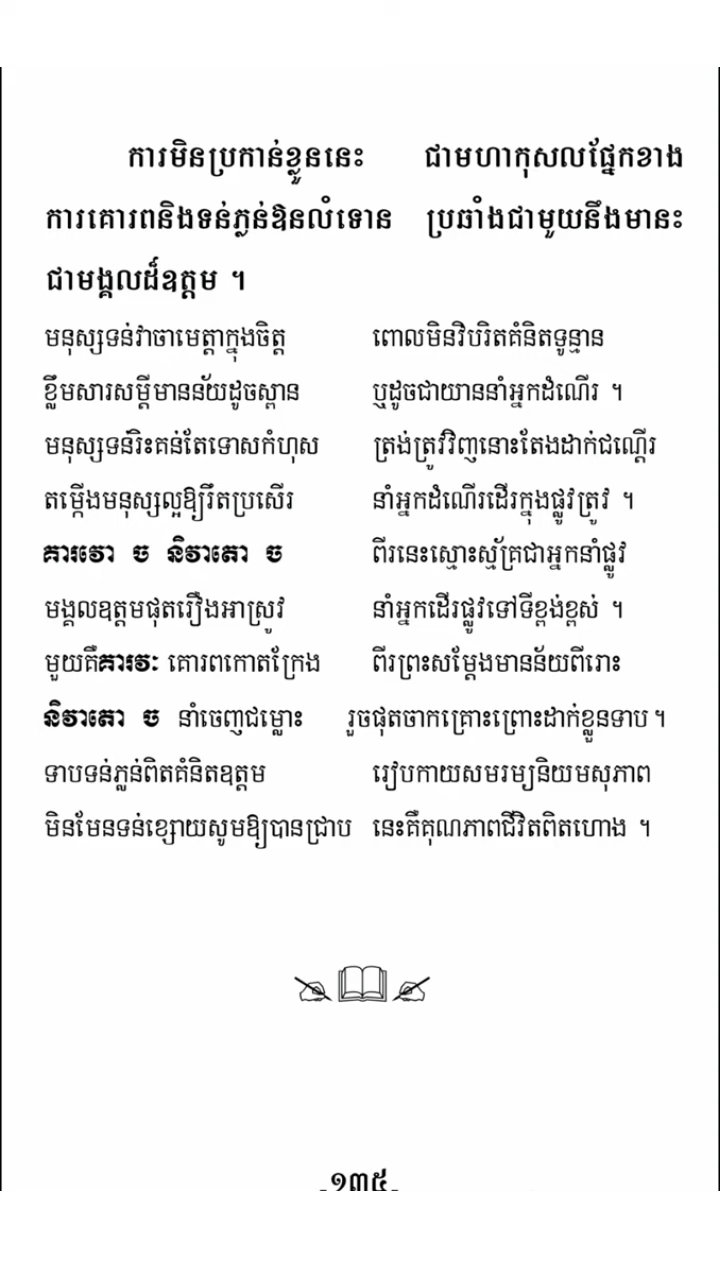 ការមិនប្រកាន់ខ្លួននេះ ជាមហាកុសលផ្នែកខាង
ការគោរពនិងទន់ភ្លន់ឱនលំទោន ប្រឆាំងជាមួយនឹងមានះ
ជាមង្គលដ៏ឧត្តម ។
មនុស្សទន់វាចាមេត្តាក្នុងចិត្ត ពោលមិនវិបរិតគំនិតទូន្មាន
ខ្លឹមសារសម្តីមានន័យដូចស្ពាន ឬដូចជាយាននាំអ្នកដំណើរ ។
មនុស្សទន់រិះគន់តែទោសកំហុស ត្រង់ត្រូវវិញនោះតែងដាក់ជណ្តើរ
តម្កើងមនុស្សល្អឱ្យរឹតប្រសើរ នាំអ្នកដំណើរដើរក្នុងផ្លូវត្រូវ ។
គារវោ ច និវាតោ ច ពីរនេះស្មោះស្ម័គ្រជាអ្នកនាំផ្លូវ
មង្គលឧត្តមផុតរឿងអាស្រូវ នាំអ្នកដើរផ្លូវទៅទីខ្ពង់ខ្ពស់ ។
មួយគឺគារវៈ គោរពកោតក្រែង ពីរព្រះសម្តែងមានន័យពីរោះ
និវាតោ ច នាំចេញជម្លោះ រួចផុតចាកគ្រោះព្រោះដាក់ខ្លួនទាប ។
ទាបទន់ភ្លន់ពិតគំនិតឧត្តម រៀបកាយសមរម្យនិយមសុភាព
មិនមែនទន់ខ្សោយសូមឱ្យបានជ្រាប នេះគឺគុណភាពជីវិតពិតហោង ។
.១៣៥.